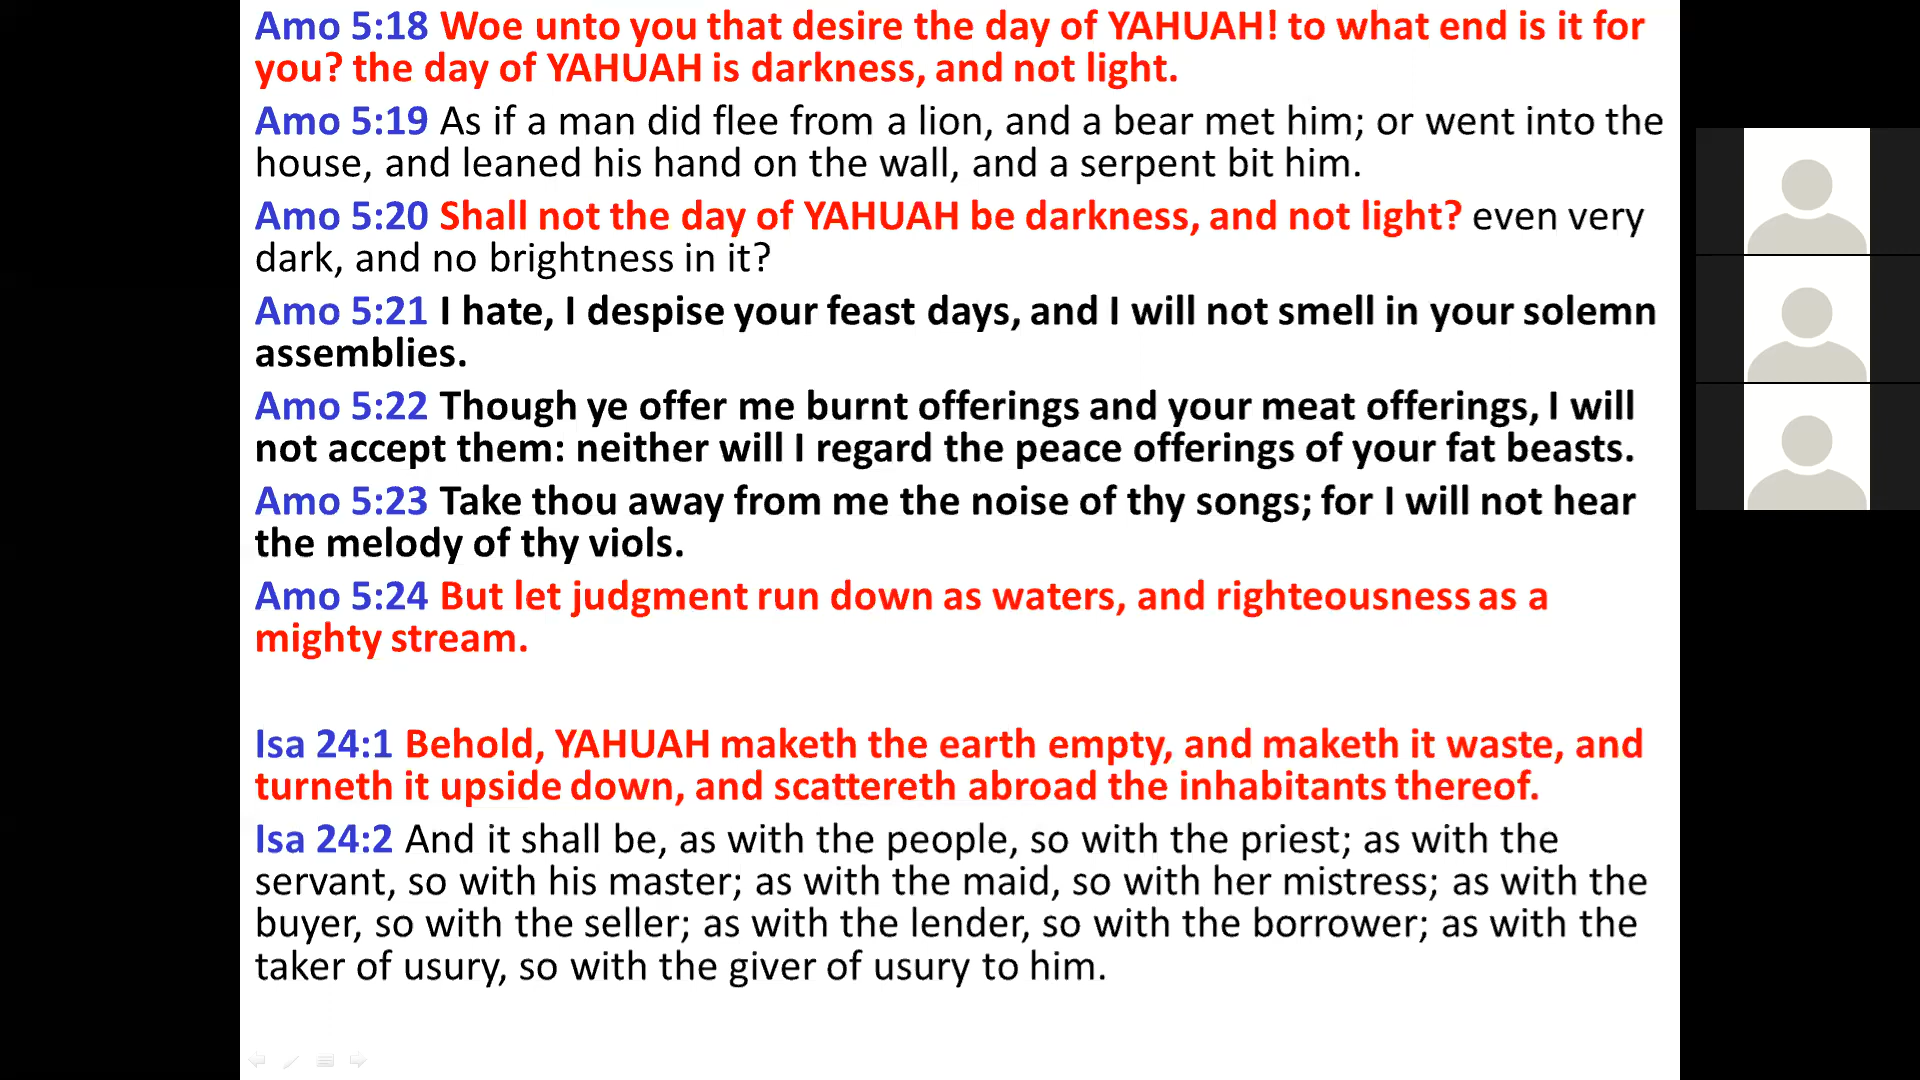 Amo 5:18 Woe unto you that desire the day of YAHUAH! to what end is it for
you? the day of YAHUAH is darkness, and not light.
Amo 5:19 As if a man did flee from a lion, and a bear met him; or went into the
house, and leaned his hand on the wall, and a serpent bit him.
Amo 5:20 Shall not the day of YAHUAH be darkness, and not light? even very
dark, and no brightness in it?
Amo 5:21 I hate, I despise your feast days, and I will not smell in your solemn
assemblies.
Amo 5:22 Though ye offer me burnt offerings and your meat offerings, I will
not accept them: neither will I regard the peace offerings of your fat beasts.
Amo 5:23 Take thou away from me the noise of thy songs; for I will not hear
the melody of thy viols.
Amo 5:24 But let judgment run down as waters, and righteousness as a
mighty stream.
Isa 24:1 Behold, YAHUAH maketh the earth empty, and maketh it waste, and
turneth it upside down, and scattereth abroad the inhabitants thereof.
Isa 24:2 And it shall be, as with the people, so with the priest; as with the
servant, so with his master; as with the maid, so with her mistress; as with the
buyer, so with the seller; as with the lender, so with the borrower; as with the
taker of usury, so with the giver of usury to him.